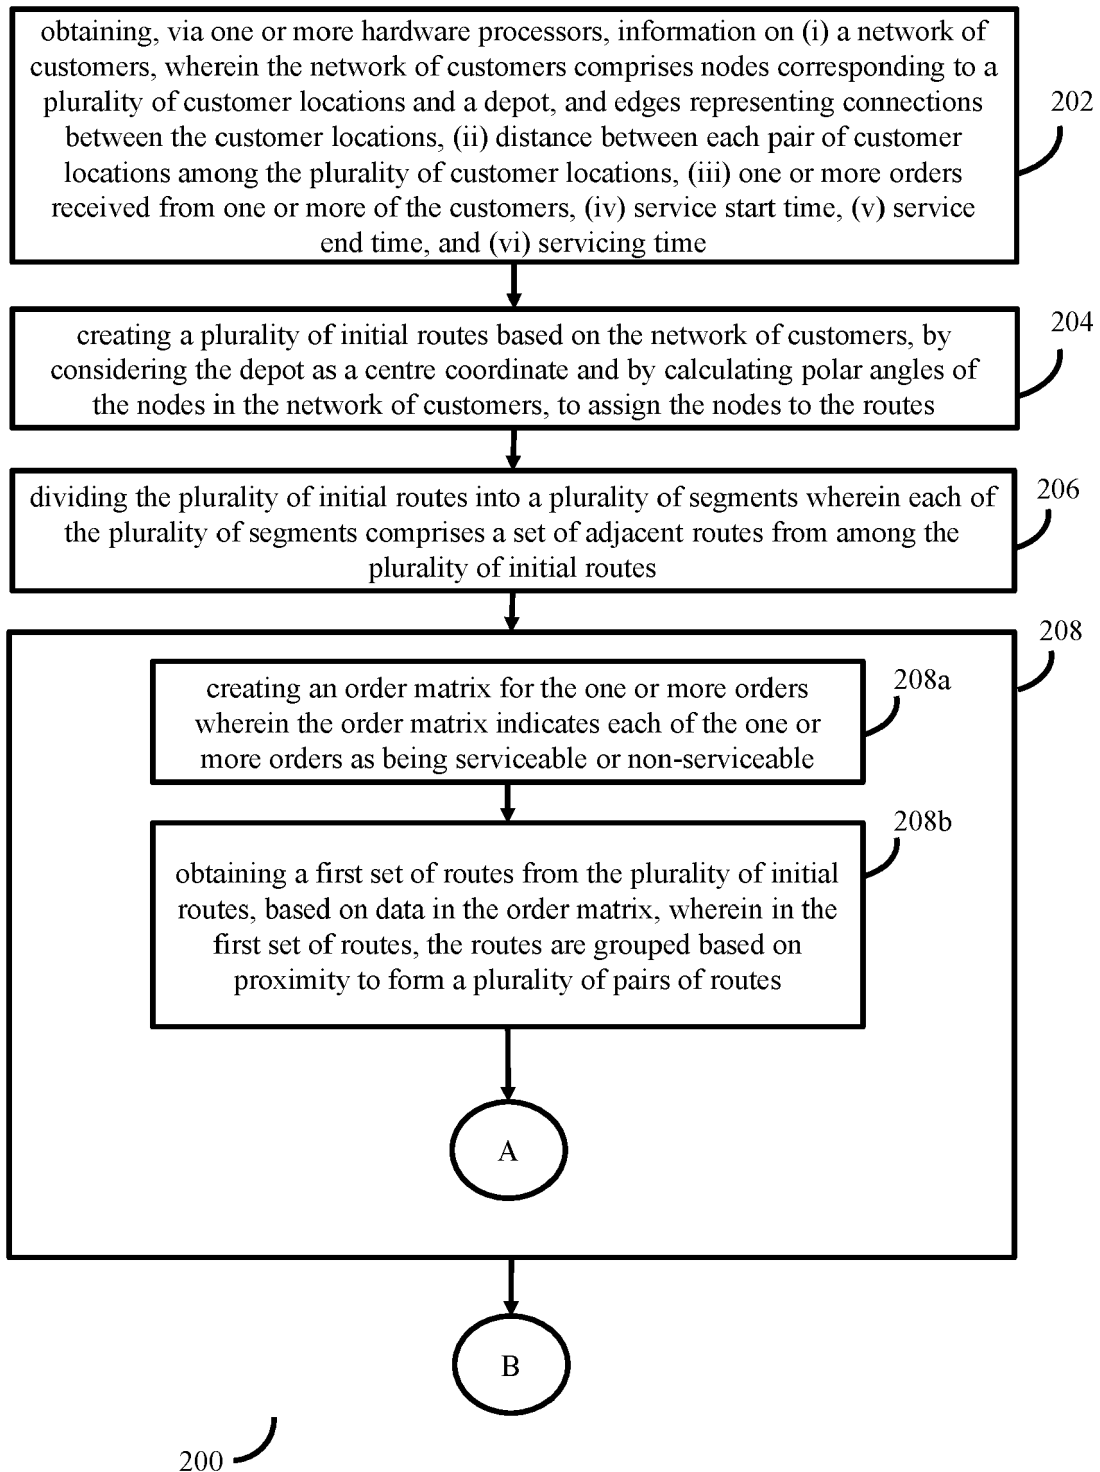 obtaining, via one or more hardware processors, information on (i) a network of
customers, wherein the network of customers comprises nodes corresponding to a
plurality of customer locations and a depot, and edges representing connections
between the customer locations, (ii) distance between each pair of customer
locations among the plurality of customer locations, (iii) one or more orders
received from one or more of the customers, (iv) service start time, (v) service
end time, and (vi) servicing time
202
creating a plurality of initial routes based on the network of customers, by
considering the depot as a centre coordinate and by calculating polar angles of
the nodes in the network of customers, to assign the nodes to the routes
204
dividing the plurality of initial routes into a plurality of segments wherein each of
the plurality of segments comprises a set of adjacent routes from among the
plurality of initial routes
206
208
creating an order matrix for the one or more orders
wherein the order matrix indicates each of the one or
more orders as being serviceable or non-serviceable
208a
obtaining a first set of routes from the plurality of initial
routes, based on data in the order matrix, wherein in the
first set of routes, the routes are grouped based on
proximity to form a plurality of pairs of routes
208b
A
B
200